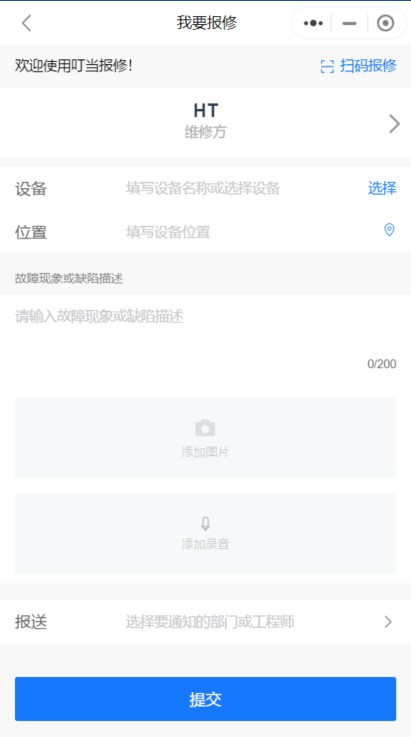 我要报修
欢迎使用叮当报修！ 扫码报修
HT
维修方
设备 填写设备名称或选择设备 选择
位置 填写设备位置
故障现象或缺陷描述
请输入故障现象或缺陷描述
0/200
添加图片
添加录音
报送 选择要通知的部门或工程师
提交